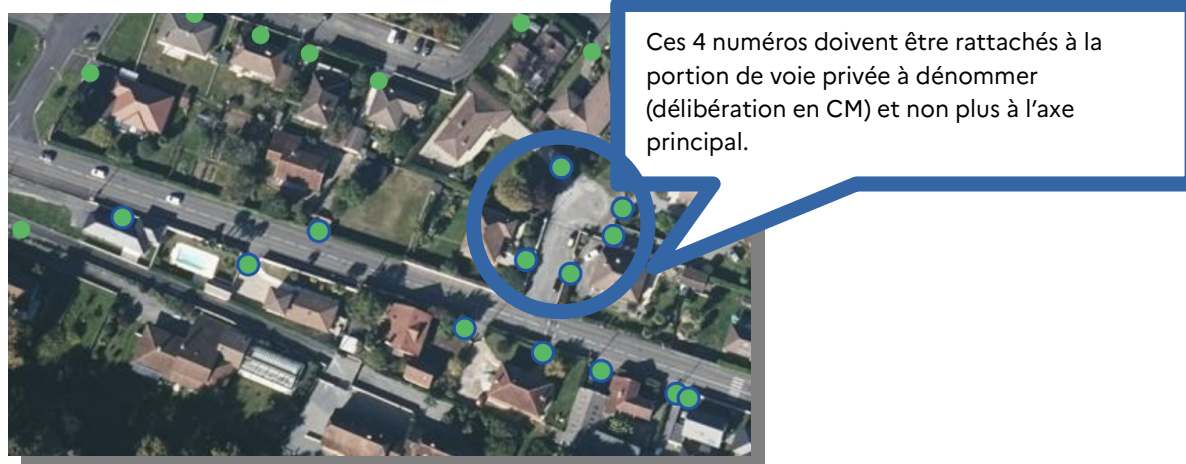 Ces 4 numéros doivent être rattachés à la
portion de voie privée à dénommer
(délibération en CM) et non plus à l’axe
principal.